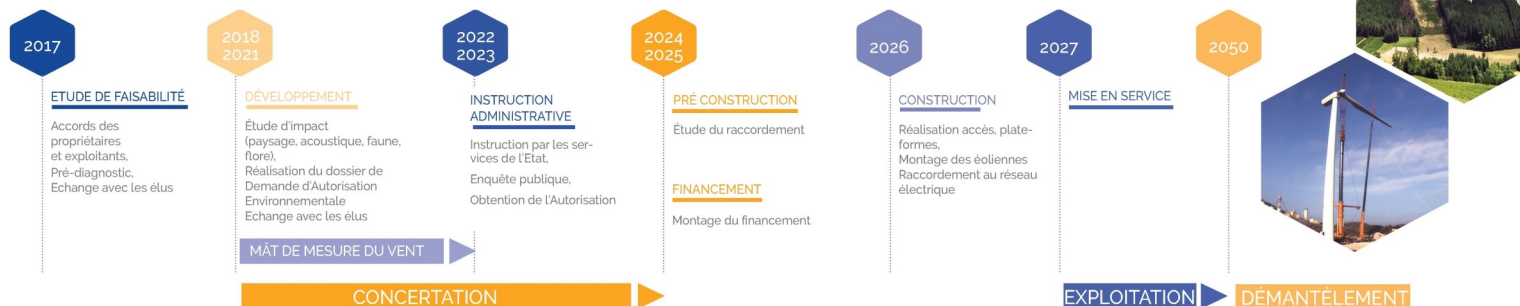 2017
ETUDE DE FAISABILITÉ
Accords des
propriétaires
et exploitants,
Pré-diagnostic,
Echange avec les élus
2018
2021
DÉVELOPPEMENT
Étude d'impact
(paysage, acoustique, faune,
flore),
Réalisation du dossier de
Demande d'Autorisation
Environnementale
Echange avec les élus
MÂT DE MESURE DU VENT
2022
2023
INSTRUCTION
ADMINISTRATIVE
Instruction par les ser-
vices de l'Etat,
Enquête publique,
Obtention de l'Autorisation
CONCERTATION
2024
2025
PRÉ CONSTRUCTION
Étude du raccordement
FINANCEMENT
Montage du financement
2026
CONSTRUCTION
Réalisation accès, plate-
formes,
Montage des éoliennes
Raccordement au réseau
électrique
2027
MISE EN SERVICE
EXPLOITATION
2050
DÉMANTÈLEMENT